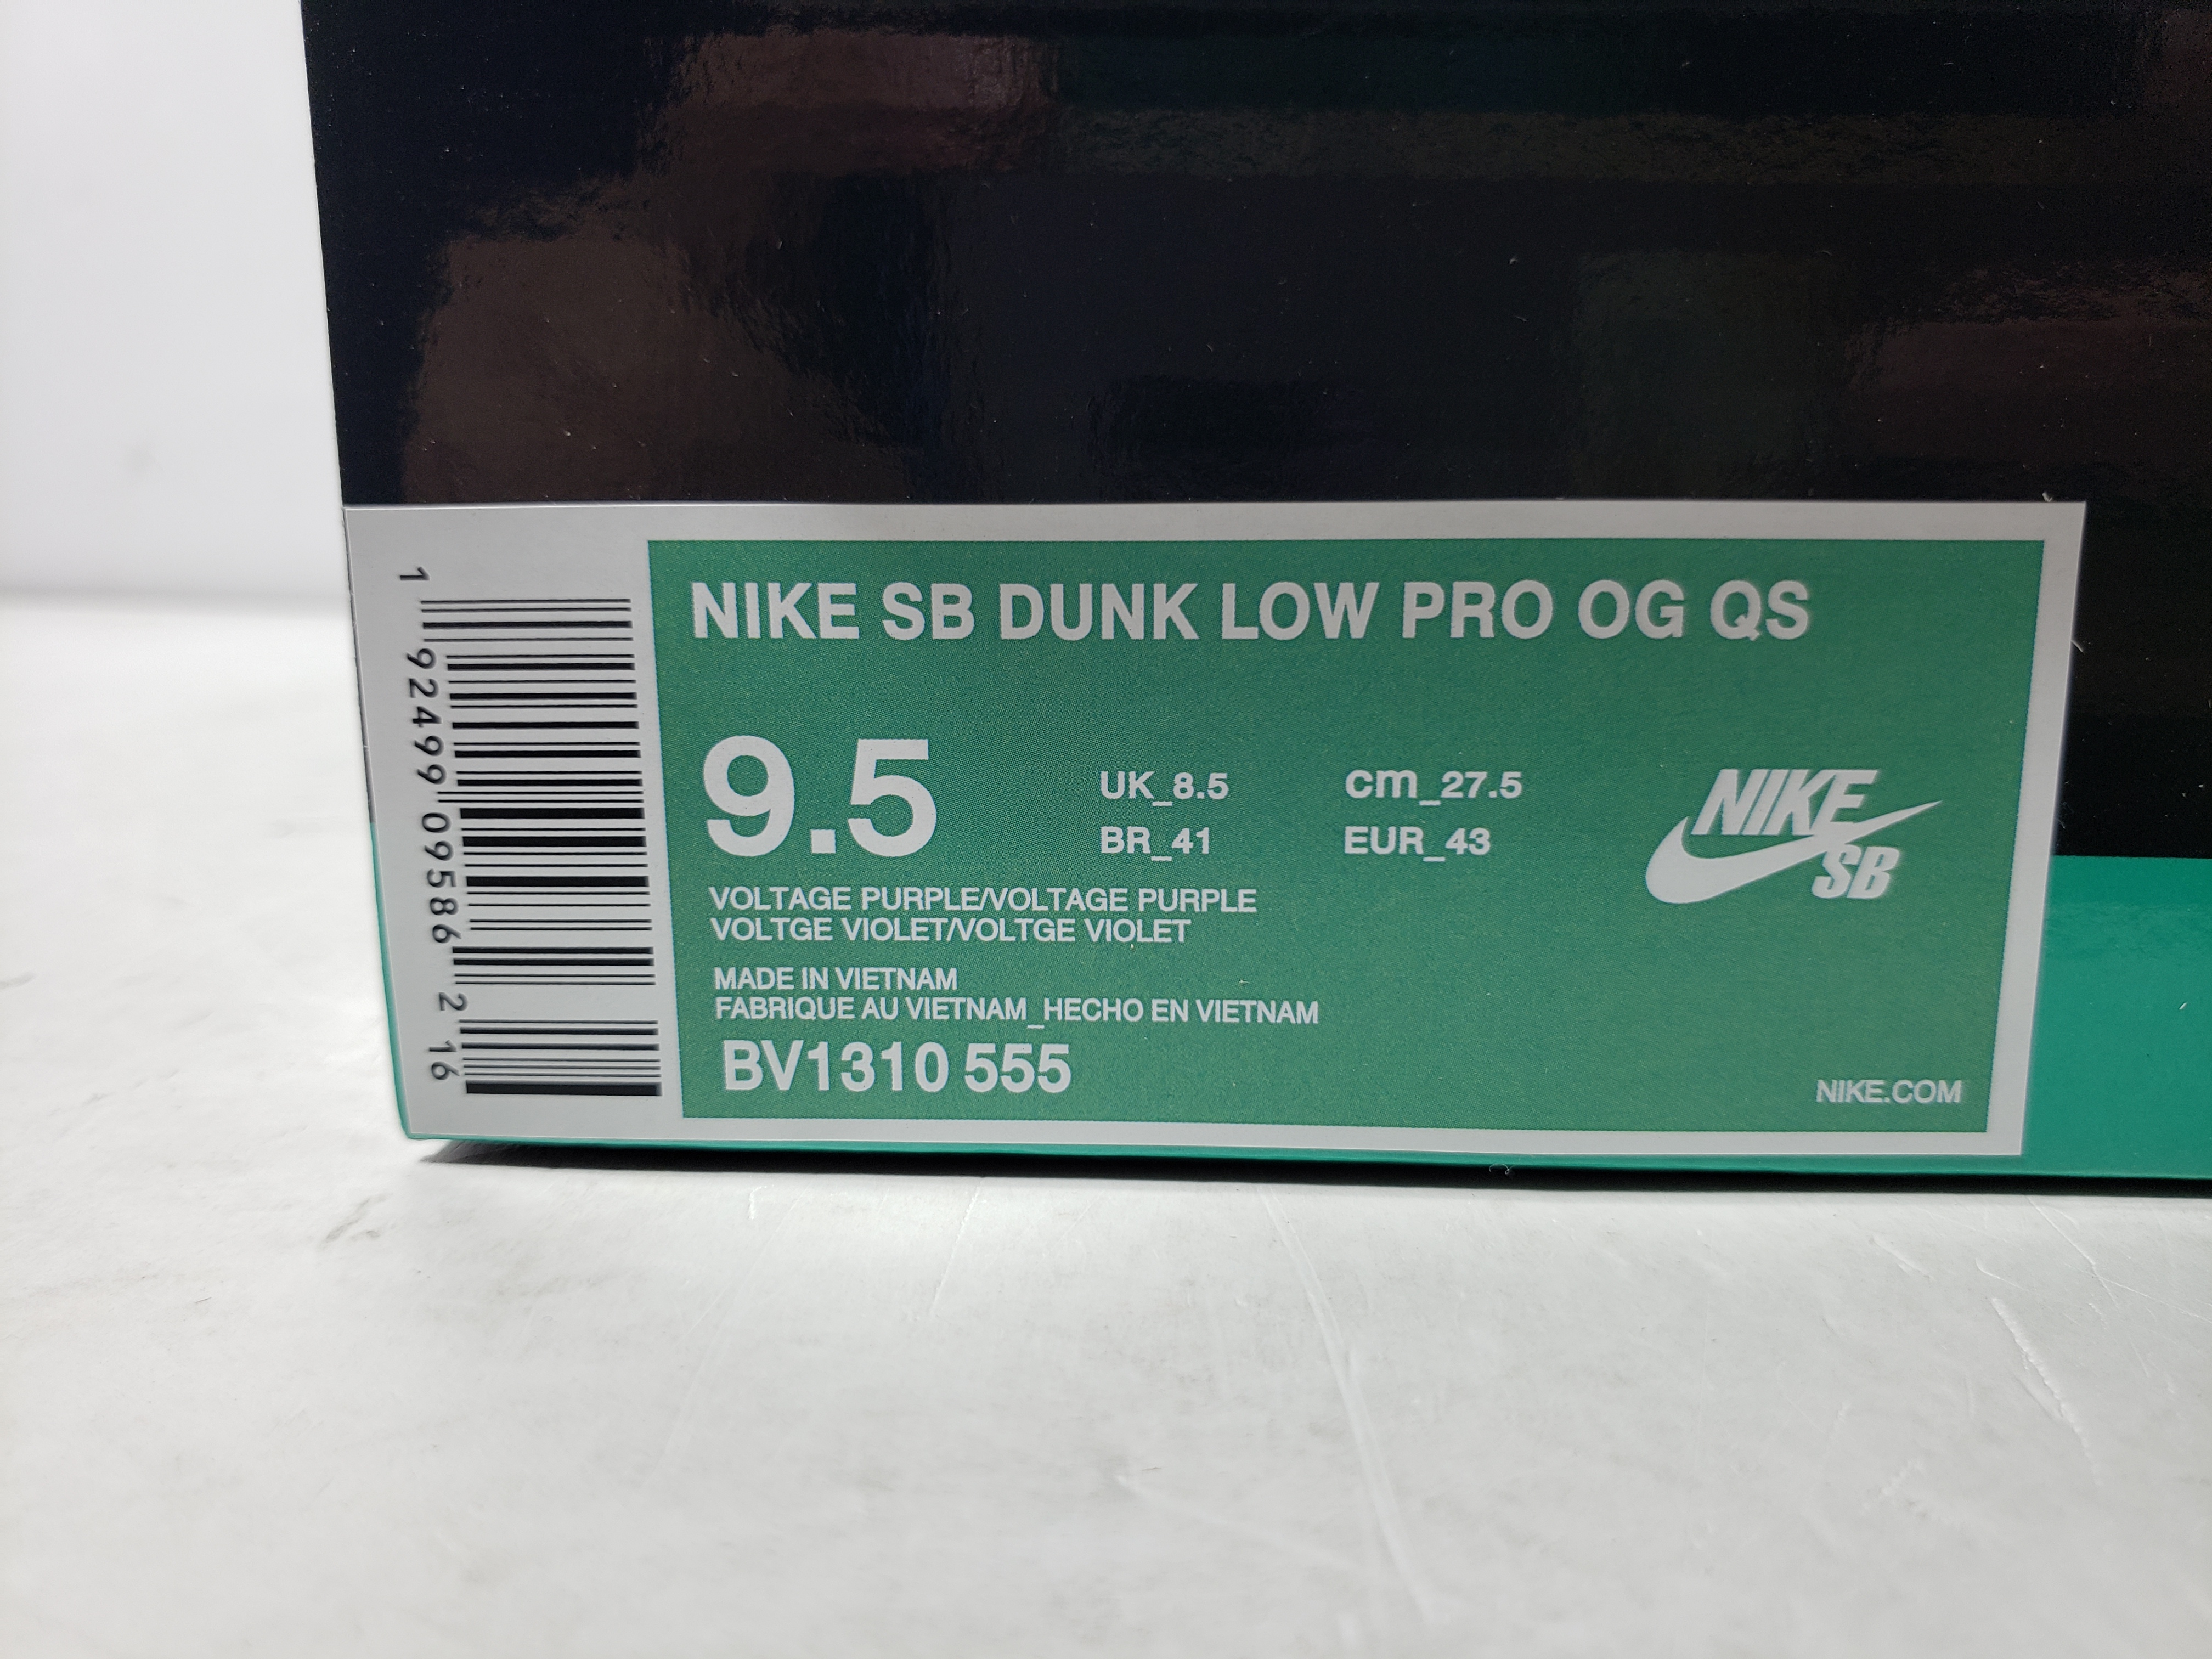 NIKE SB DUNK LOW PRO OG QS
9.5
UK_8.5 cm_27.5
BR_41 EUR_43
NIKE
SB
VOLTAGE PURPLE/VOLTAGE PURPLE
VOLTGE VIOLET/VOLTGE VIOLET
MADE IN VIETNAM
FABRIQUE AU VIETNAM_HECHO EN VIETNAM
BV1310 555
NIKE.COM
1 92499 09586 2 16